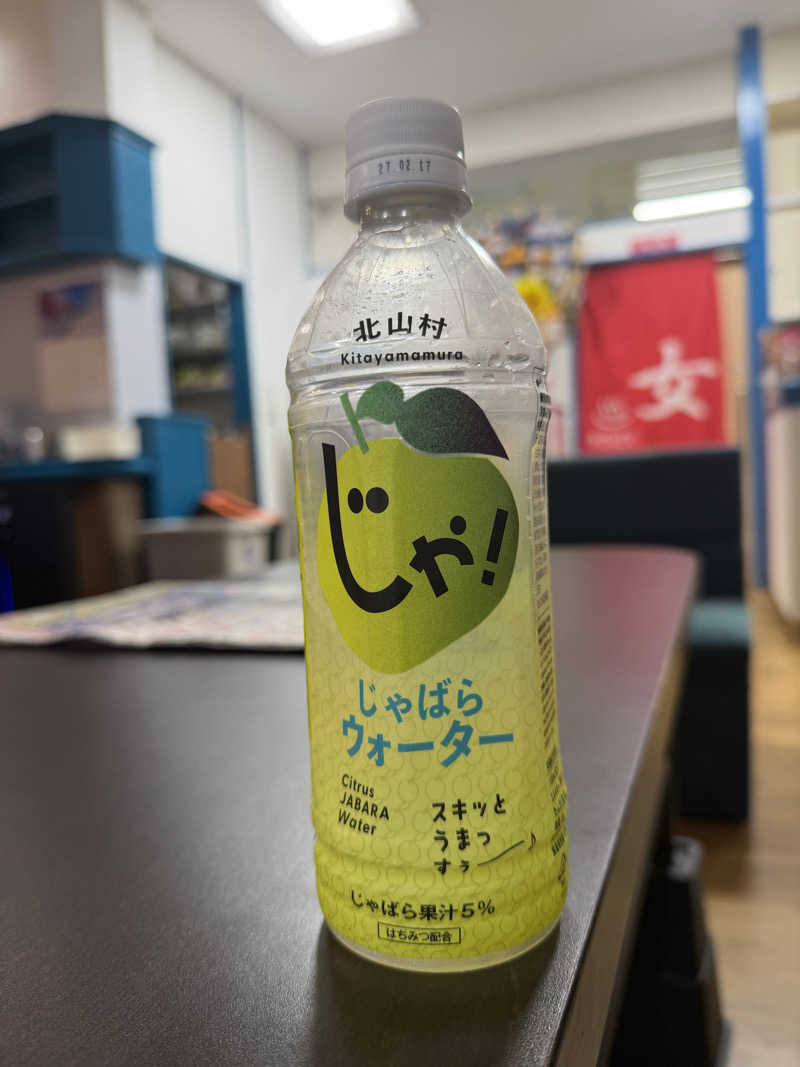 27.02.17
北山村
Kitayamamura
じゃ!
じゃばら
ウォーター
Citrus
JABARA
Water
スキッと
うまっ
すぅ
じゃばら果汁5%
はちみつ配合
女